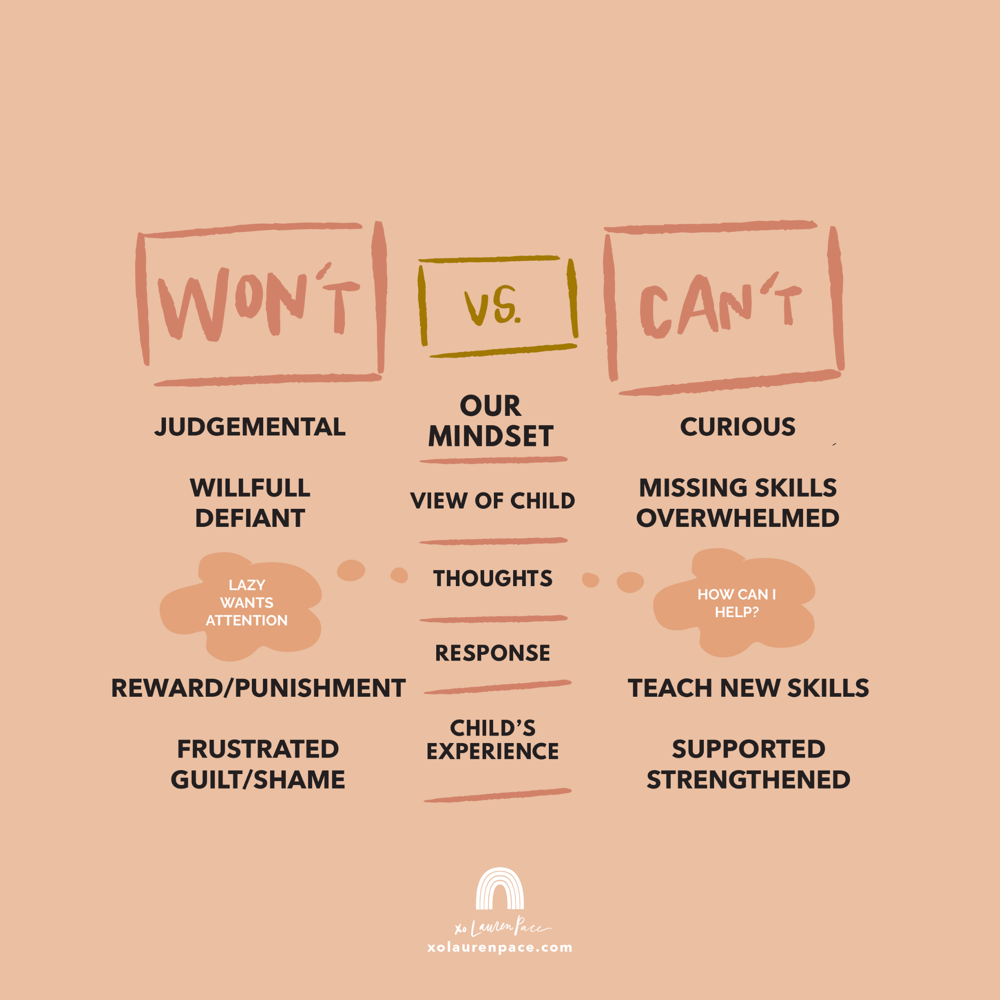 WON'T
VS.
CAN'T
OUR
MINDSET
JUDGEMENTAL
CURIOUS
VIEW OF CHILD
WILLFULL
DEFIANT
MISSING SKILLS
OVERWHELMED
THOUGHTS
LAZY
WANTS
ATTENTION
HOW CAN I
HELP?
RESPONSE
REWARD/PUNISHMENT
TEACH NEW SKILLS
CHILD’S
EXPERIENCE
FRUSTRATED
GUILT/SHAME
SUPPORTED
STRENGTHENED
xo Lauren Pace
xolaurenpace.com